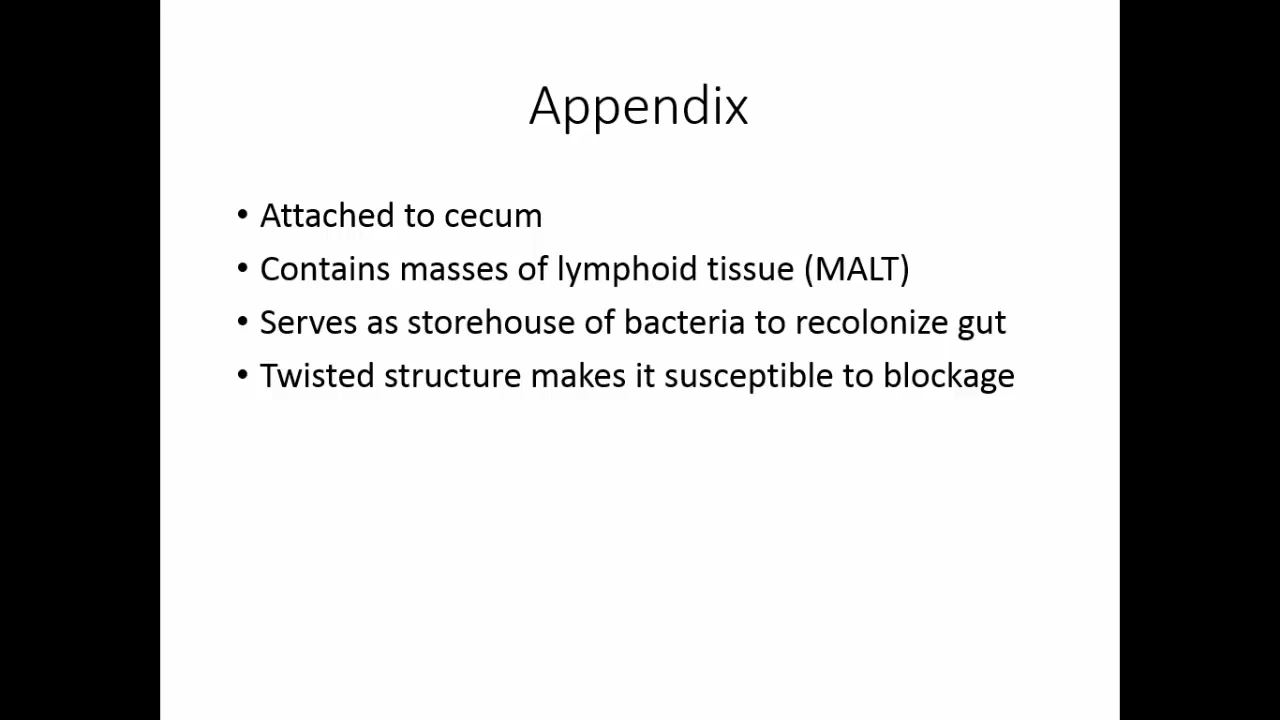 Appendix
• Attached to cecum
• Contains masses of lymphoid tissue (MALT)
• Serves as storehouse of bacteria to recolonize gut
• Twisted structure makes it susceptible to blockage